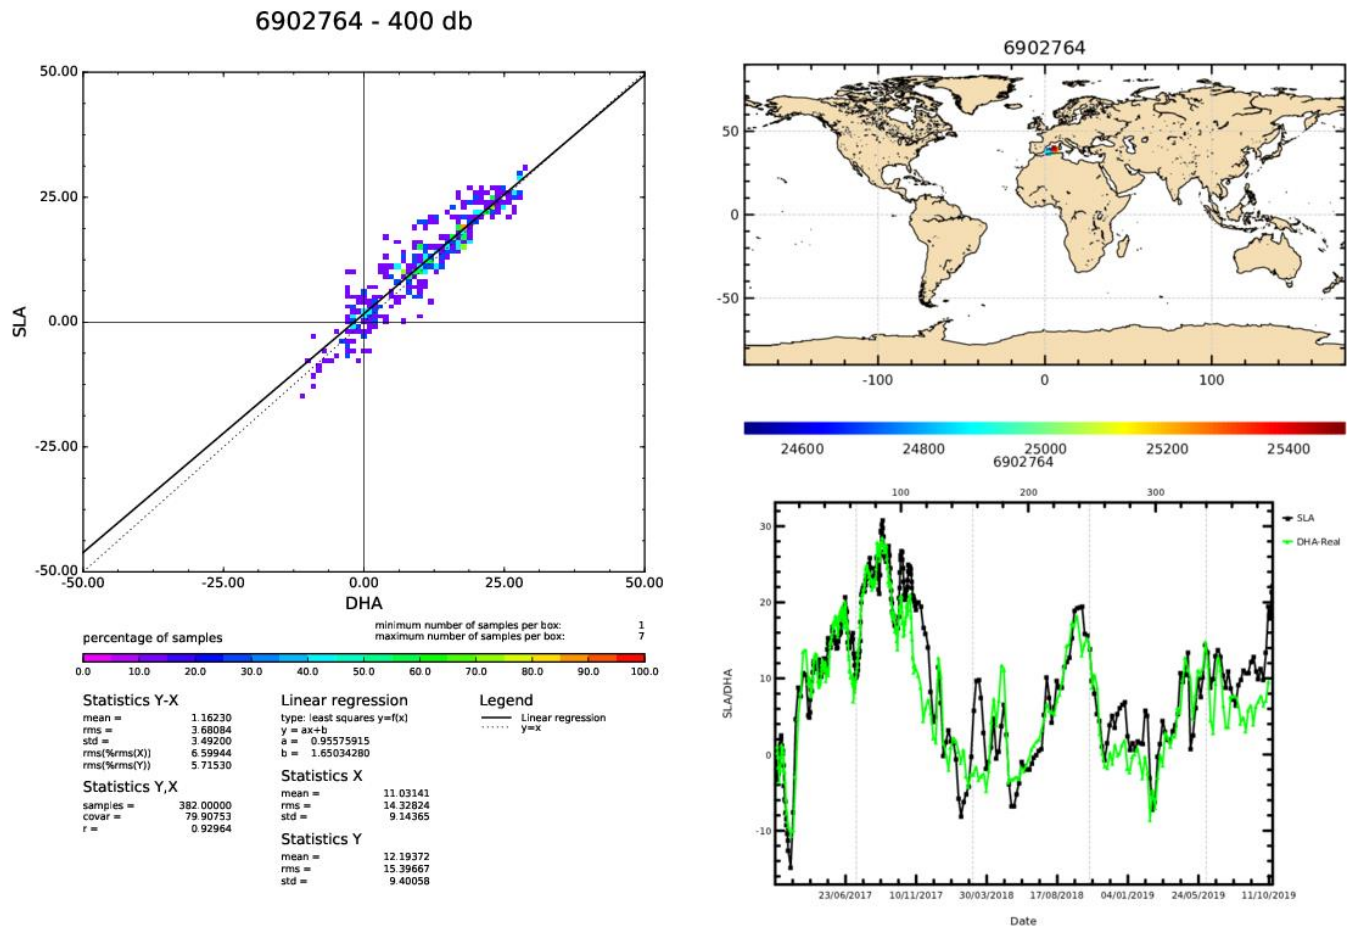 6902764 - 400 db
50.00
25.00
0.00
-25.00
-50.00
SLA
-50.00
-25.00
0.00
25.00
50.00
DHA
minimum number of samples per box: 1
maximum number of samples per box: 7
percentage of samples
0.0 10.0 20.0 30.0 40.0 50.0 60.0 70.0 80.0 90.0 100.0
Statistics Y-X
mean = 1.16230
rms = 3.68084
std = 3.49200
rms(%rms(X)) 6.59944
rms(%rms(Y)) 5.71530
Statistics Y,X
samples = 382.00000
covar = 79.90753
r = 0.92964
Linear regression
type: least squares y=f(x)
y = ax+b
a = 0.95575915
b = 1.65034280
Statistics X
mean = 11.03141
rms = 14.32824
std = 9.14365
Statistics Y
mean = 12.19372
rms = 15.39667
std = 9.40058
Legend
Linear regression
y=x
6902764
50
0
-50
-100 0 100
24600 24800 25000 25200 25400
6902764
100 200 300
30
20
10
0
-10
SLA/DHA
SLA
DHA-Real
23/06/2017 10/11/2017 30/03/2018 17/08/2018 04/01/2019 24/05/2019 11/10/2019
Date